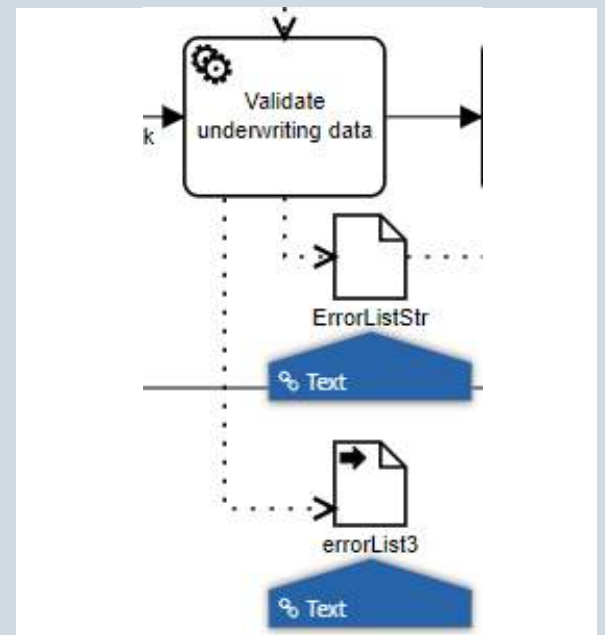 Validate
underwriting data
k
ErrorListStr
Text
errorList3
Text